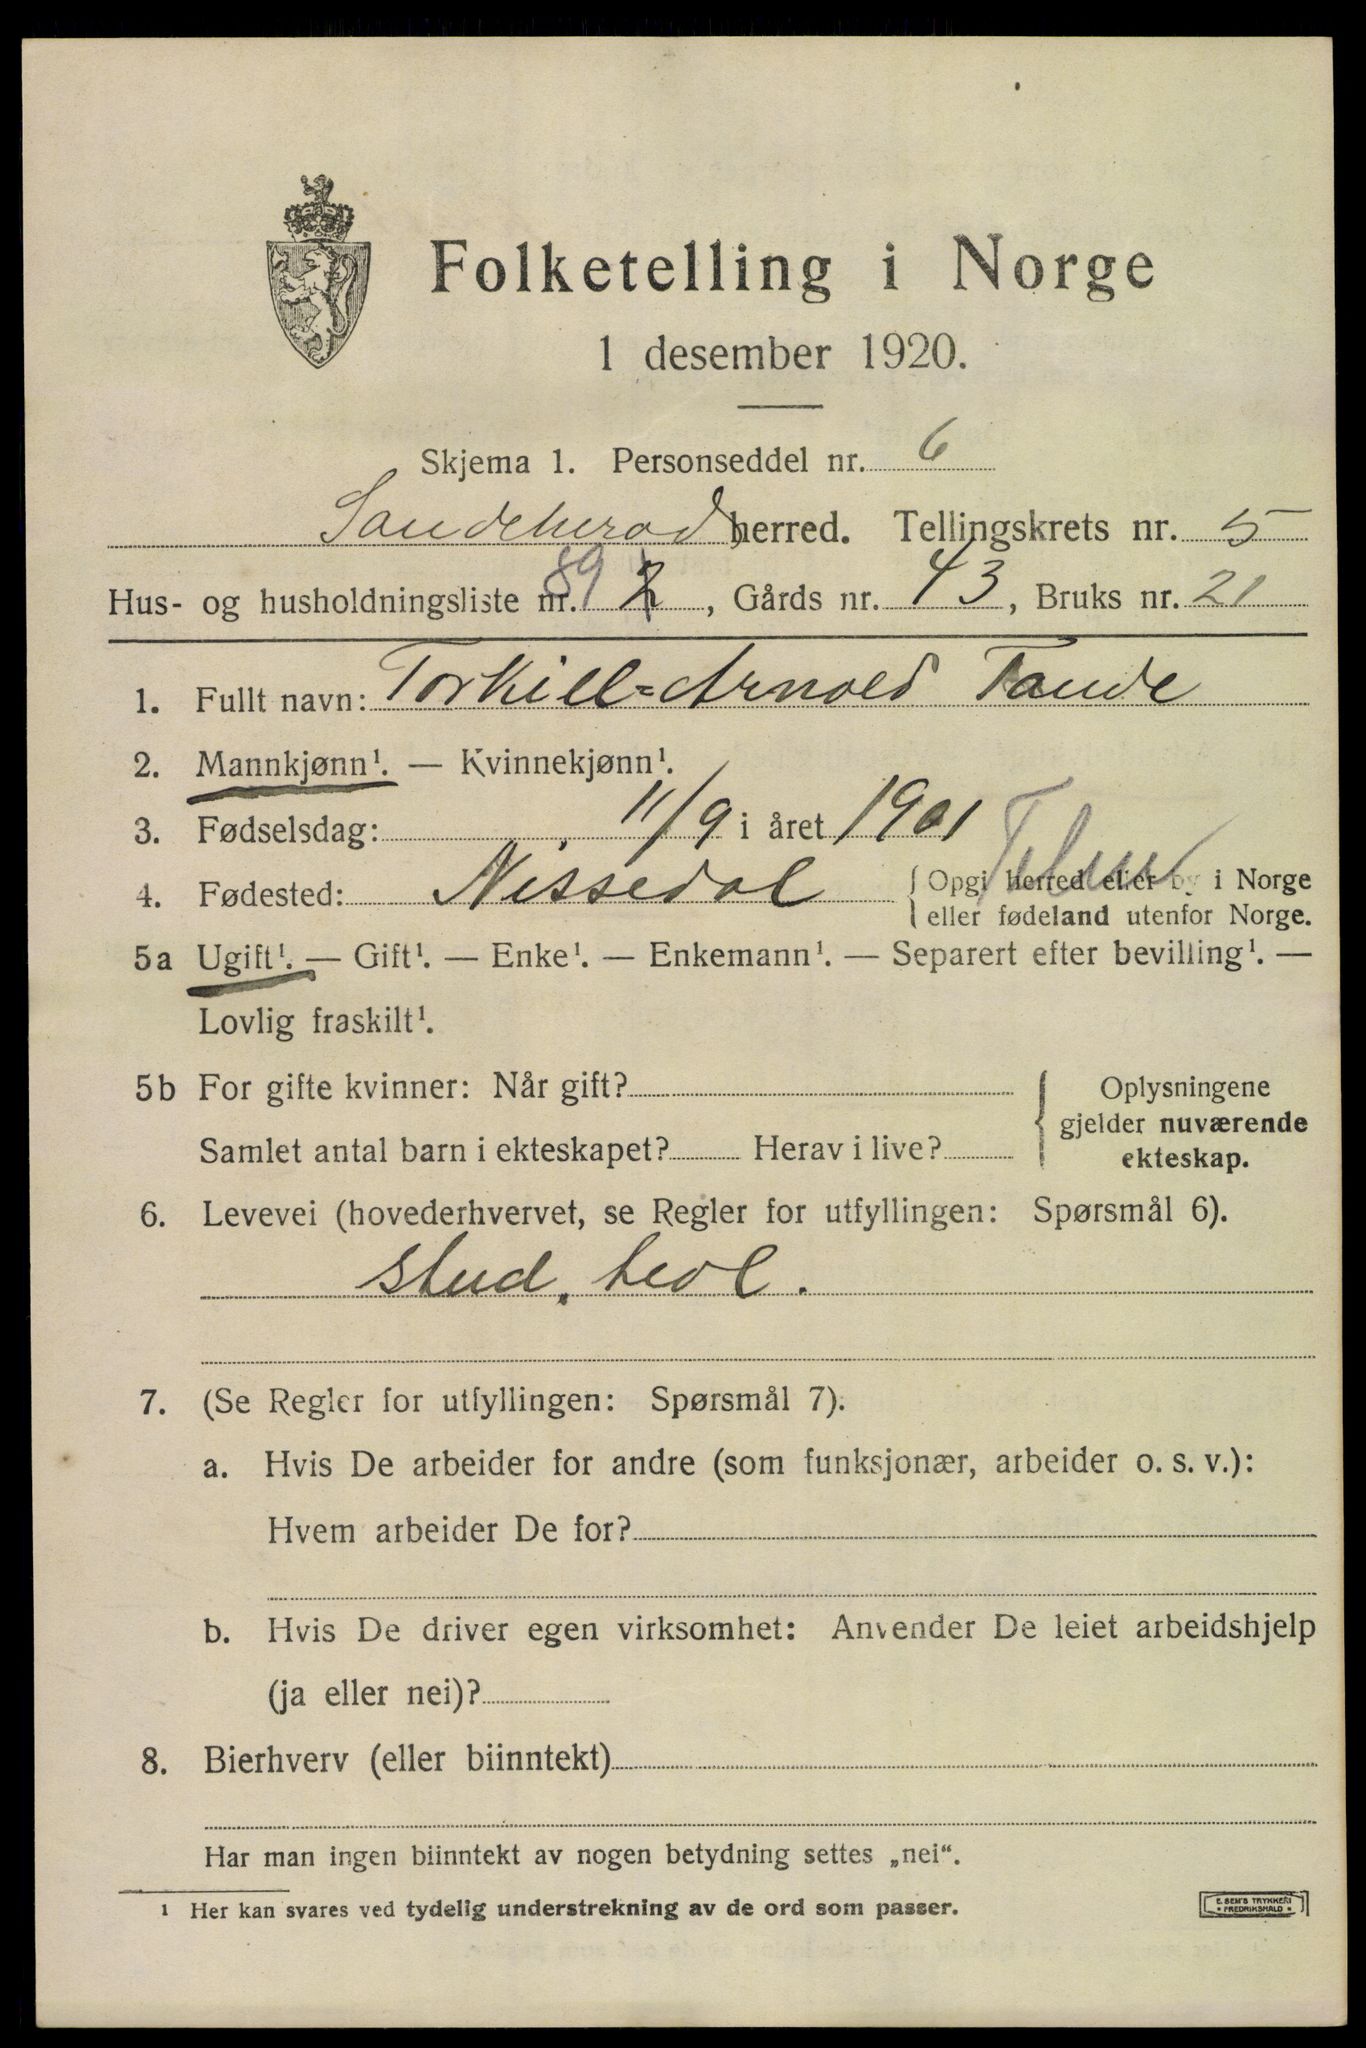 Folketelling i Norge
1 desember 1920.
Skjema 1. Personseddel nr. 6
Sandeherad herred. Tellingskrets nr. 5
Hus- og husholdningsliste nr. 89 2, Gårds nr. 43, Bruks nr. 21
1. Fullt navn: Torkill-Arnold Tande
2. Mannkjønn¹. — Kvinnekjønn¹.
3. Fødselsdag: 11/9 i året 1901
4. Fødested: Nissedal { Opgi herred eller by i Norge
eller fødeland utenfor Norge.
5a Ugift¹. — Gift¹. — Enke¹. — Enkemann¹. — Separert efter bevilling¹. —
Lovlig fraskilt¹.
5b For gifte kvinner: Når gift? { Oplysningene
gjelder nuværende
Samlet antal barn i ekteskapet? Herav i live? ekteskap.
6. Levevei (hovederhvervet, se Regler for utfyllingen: Spørsmål 6).
stud. teol.
7. (Se Regler for utfyllingen: Spørsmål 7).
a. Hvis De arbeider for andre (som funksjonær, arbeider o. s. v.):
Hvem arbeider De for?
b. Hvis De driver egen virksomhet: Anvender De leiet arbeidshjelp
(ja eller nei)?
8. Bierhverv (eller biinntekt)
Har man ingen biinntekt av nogen betydning settes „nei“.
¹ Her kan svares ved tydelig understrekning av de ord som passer.
E. SEM'S TRYKKERI
• FREDRIKSHALD •